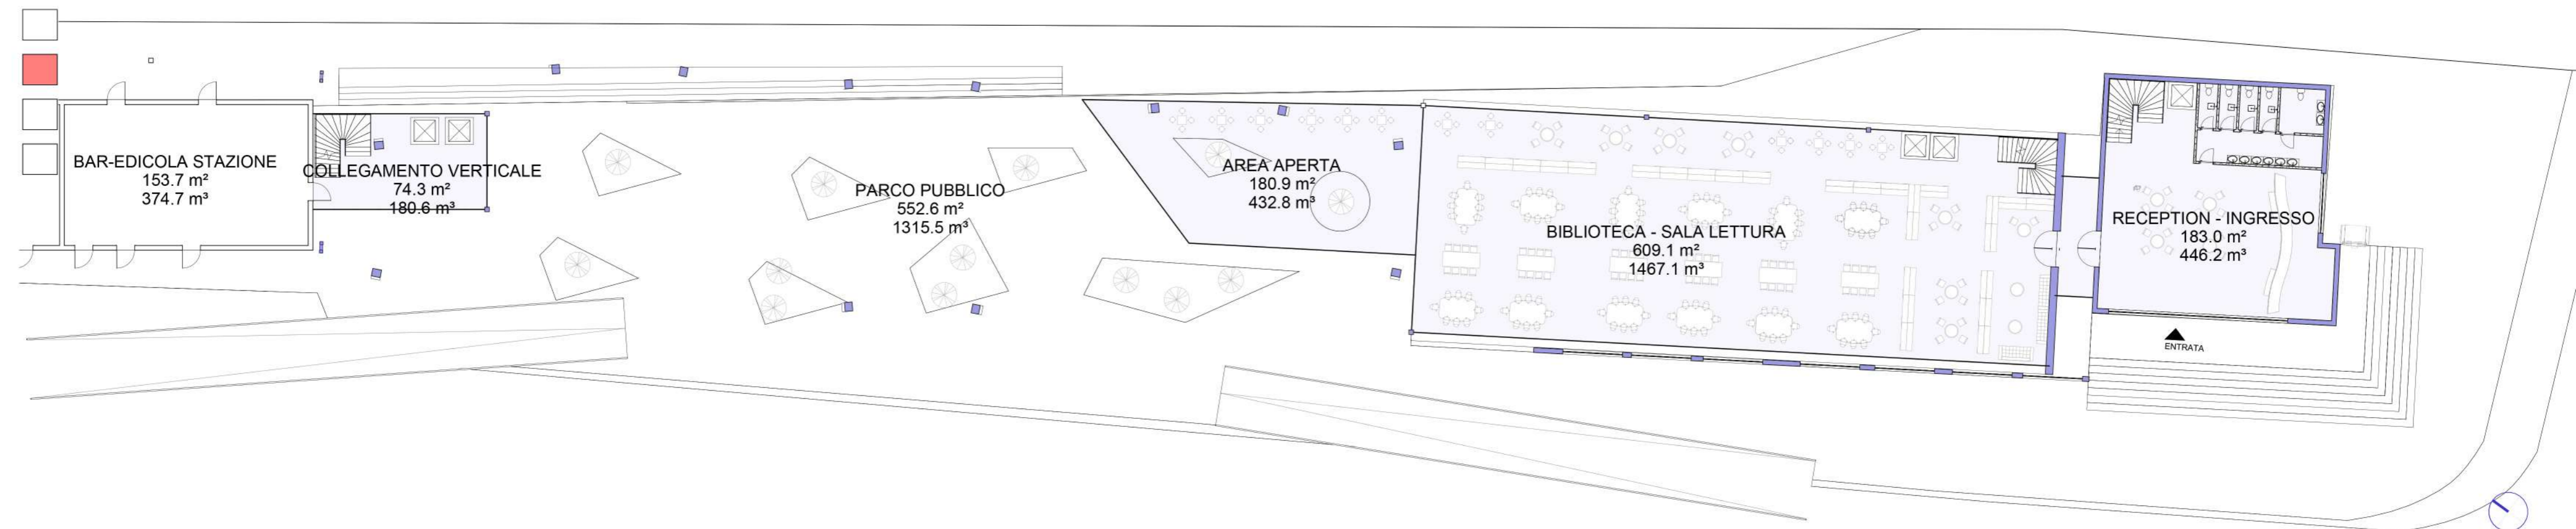 BAR-EDICOLA STAZIONE
153.7 m²
374.7 m³
COLLEGAMENTO VERTICALE
74.3 m²
180.6 m³
PARCO PUBBLICO
552.6 m²
1315.5 m³
AREA APERTA
180.9 m²
432.8 m³
BIBLIOTECA - SALA LETTURA
609.1 m²
1467.1 m³
RECEPTION - INGRESSO
183.0 m²
446.2 m³
ENTRATA